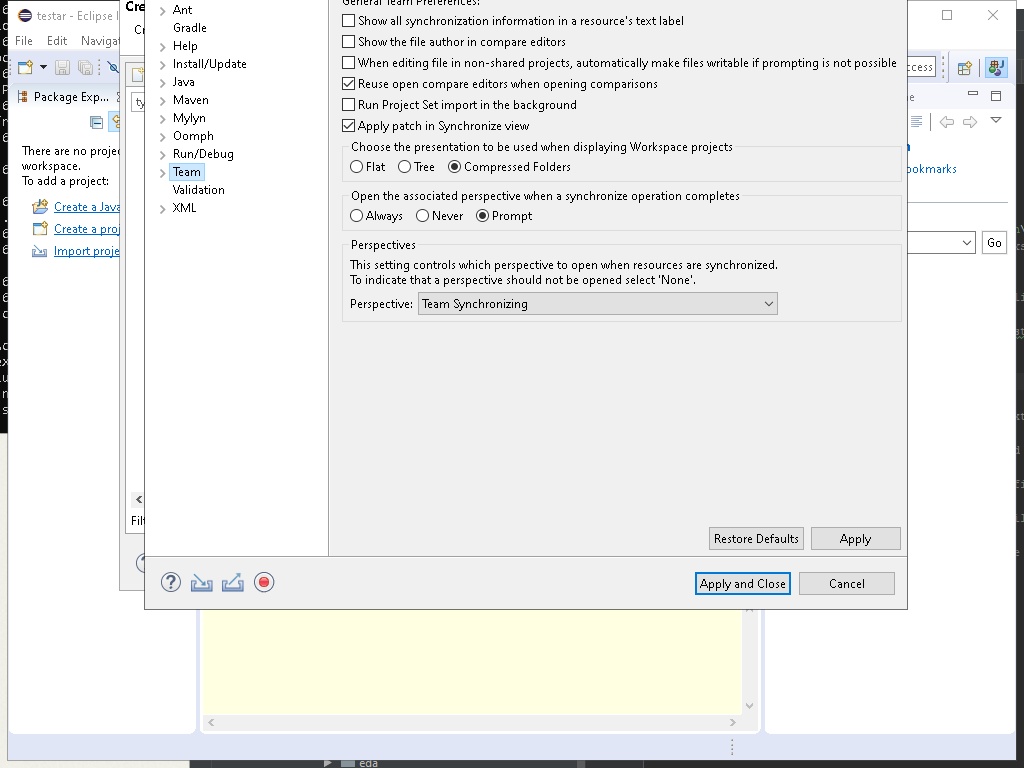 testar - Eclipse I
Cre
File Edit Navigat
Cr
ccess
Package Exp...
ty
There are no projec
workspace.
To add a project:
Create a Java
Create a proj
Import proje
Filt
Ant
Gradle
Help
Install/Update
Java
Maven
Mylyn
Oomph
Run/Debug
Team
Validation
XML
General Team Preferences:
Show all synchronization information in a resource's text label
Show the file author in compare editors
When editing file in non-shared projects, automatically make files writable if prompting is not possible
Reuse open compare editors when opening comparisons
Run Project Set import in the background
Apply patch in Synchronize view
Choose the presentation to be used when displaying Workspace projects
Flat Tree Compressed Folders
Open the associated perspective when a synchronize operation completes
Always Never Prompt
Perspectives
This setting controls which perspective to open when resources are synchronized.
To indicate that a perspective should not be opened select 'None'.
Perspective: Team Synchronizing
Restore Defaults Apply
Apply and Close Cancel
ookmarks
Go
eda